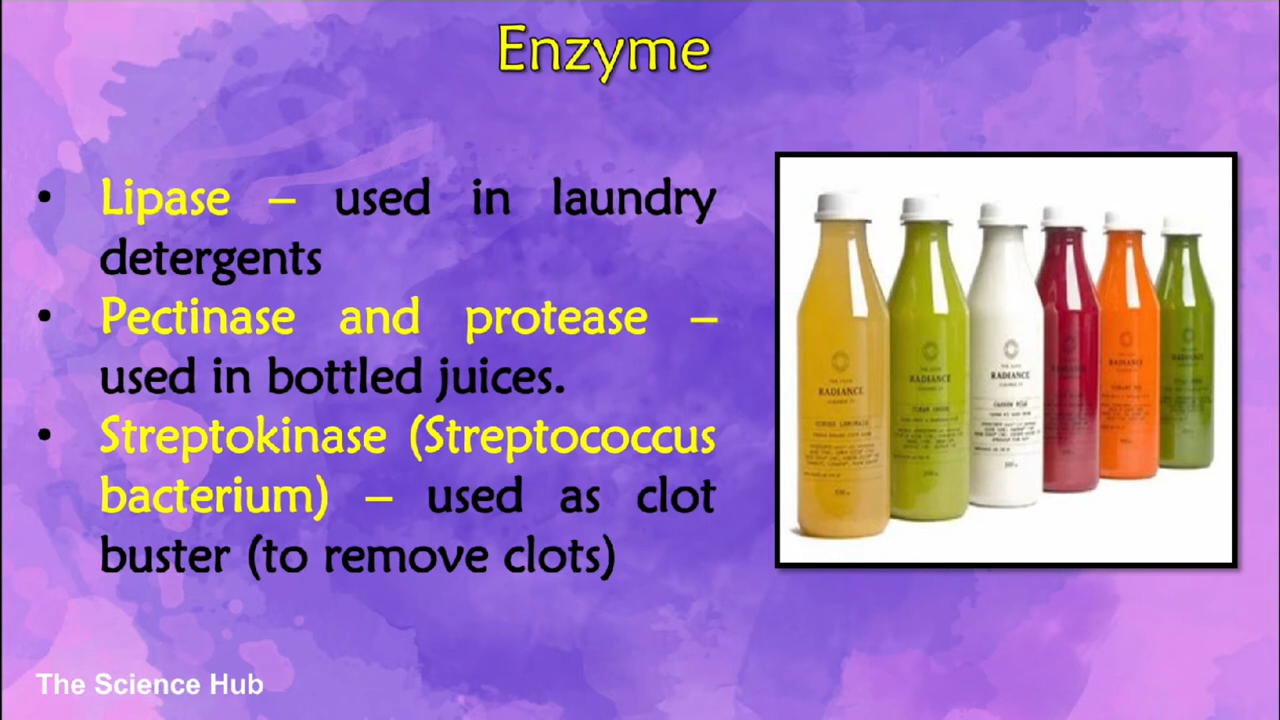 Enzyme
• Lipase – used in laundry
detergents
• Pectinase and protease –
used in bottled juices.
• Streptokinase (Streptococcus
bacterium) – used as clot
buster (to remove clots)
RADIANCE
RADIANCE
RADIANCE
RADIANCE
RADIANCE
RADIANCE
The Science Hub